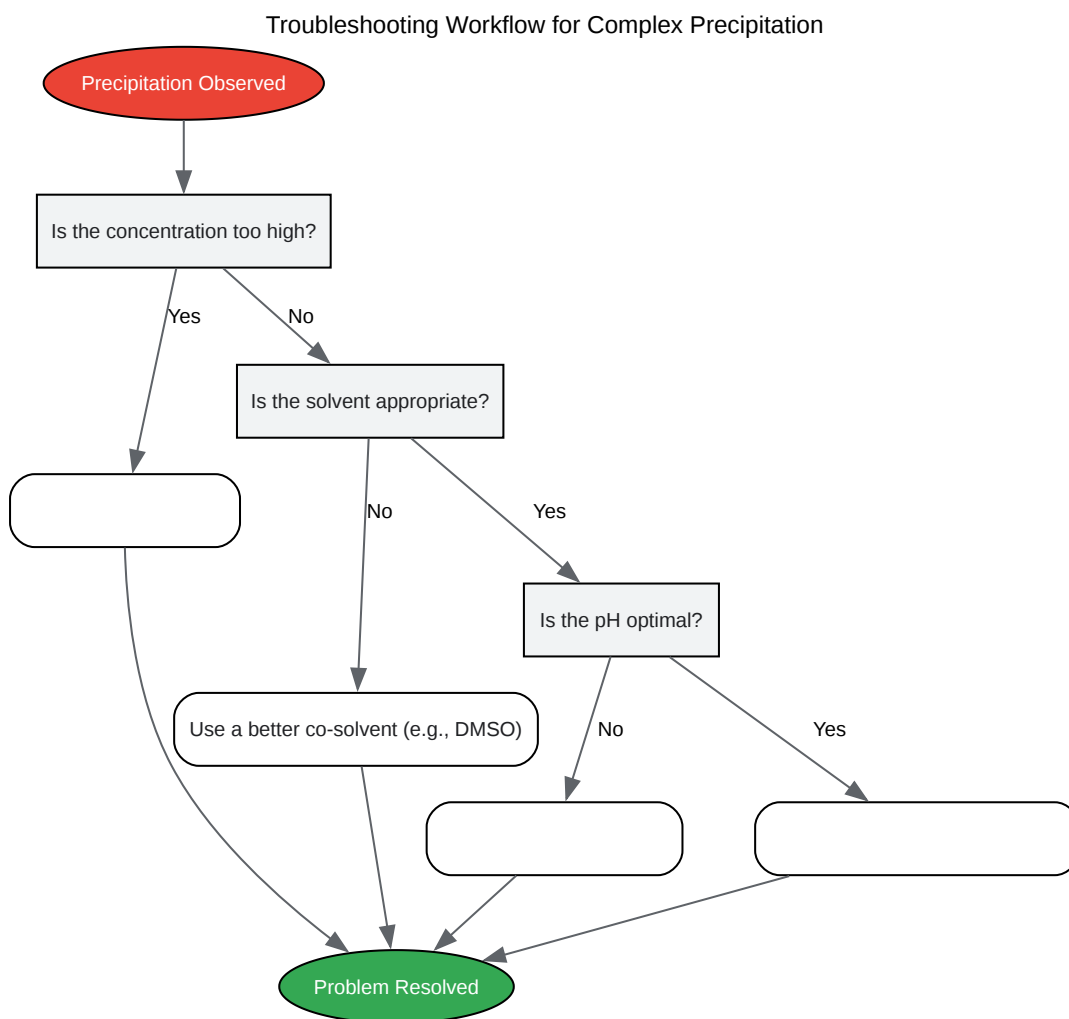 Troubleshooting Workflow for Complex Precipitation
Precipitation Observed
Is the concentration too high?
Yes
No
Is the solvent appropriate?
No
Yes
Is the pH optimal?
Use a better co-solvent (e.g., DMSO)
No
Yes
Problem Resolved